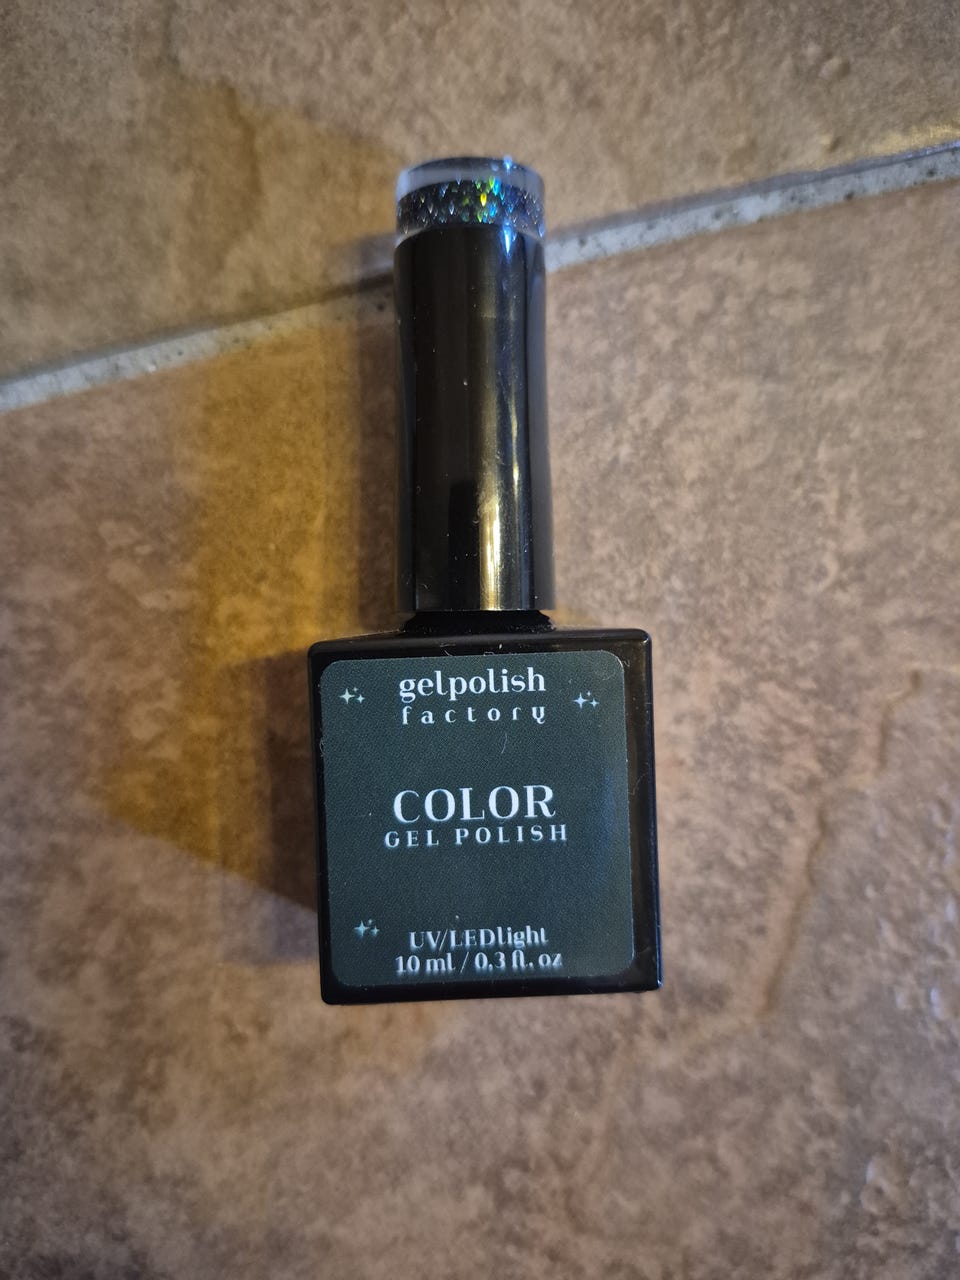 gelpolish
factory
COLOR
GEL POLISH
UV/LEDlight
10 ml / 0.3 fl. oz